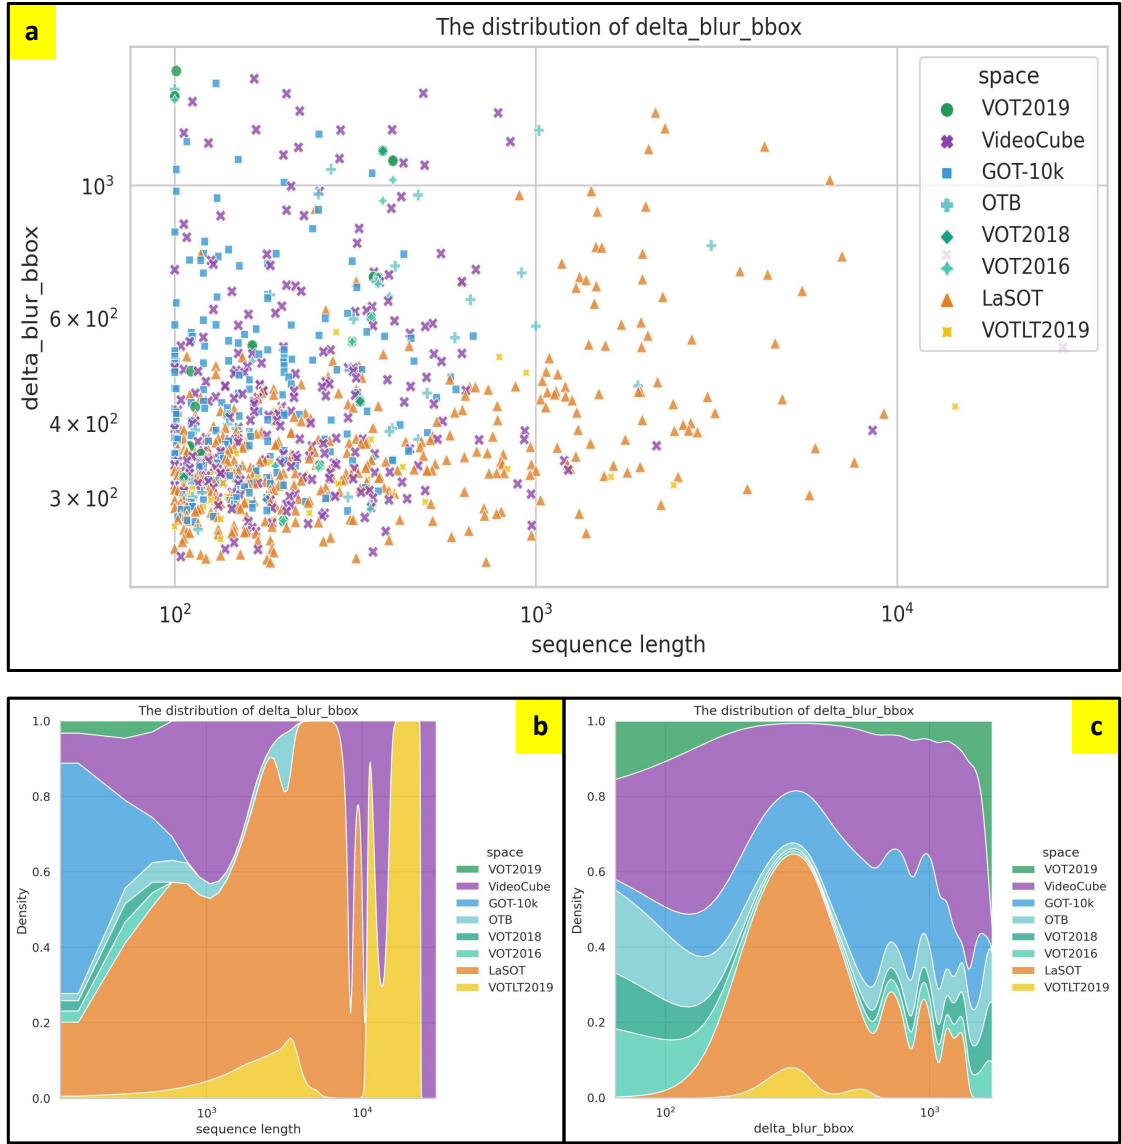 a
The distribution of delta_blur_bbox
space
VOT2019
VideoCube
GOT-10k
OTB
VOT2018
VOT2016
LaSOT
VOTLT2019
10³
6 × 10²
4 × 10²
3 × 10²
delta_blur_bbox
10² 10³ 10⁴
sequence length
b
The distribution of delta_blur_bbox
1.0
0.8
0.6
0.4
0.2
0.0
Density
space
VOT2019
VideoCube
GOT-10k
OTB
VOT2018
VOT2016
LaSOT
VOTLT2019
10³ 10⁴
sequence length
c
The distribution of delta_blur_bbox
1.0
0.8
0.6
0.4
0.2
0.0
Density
space
VOT2019
VideoCube
GOT-10k
OTB
VOT2018
VOT2016
LaSOT
VOTLT2019
10² 10³
delta_blur_bbox